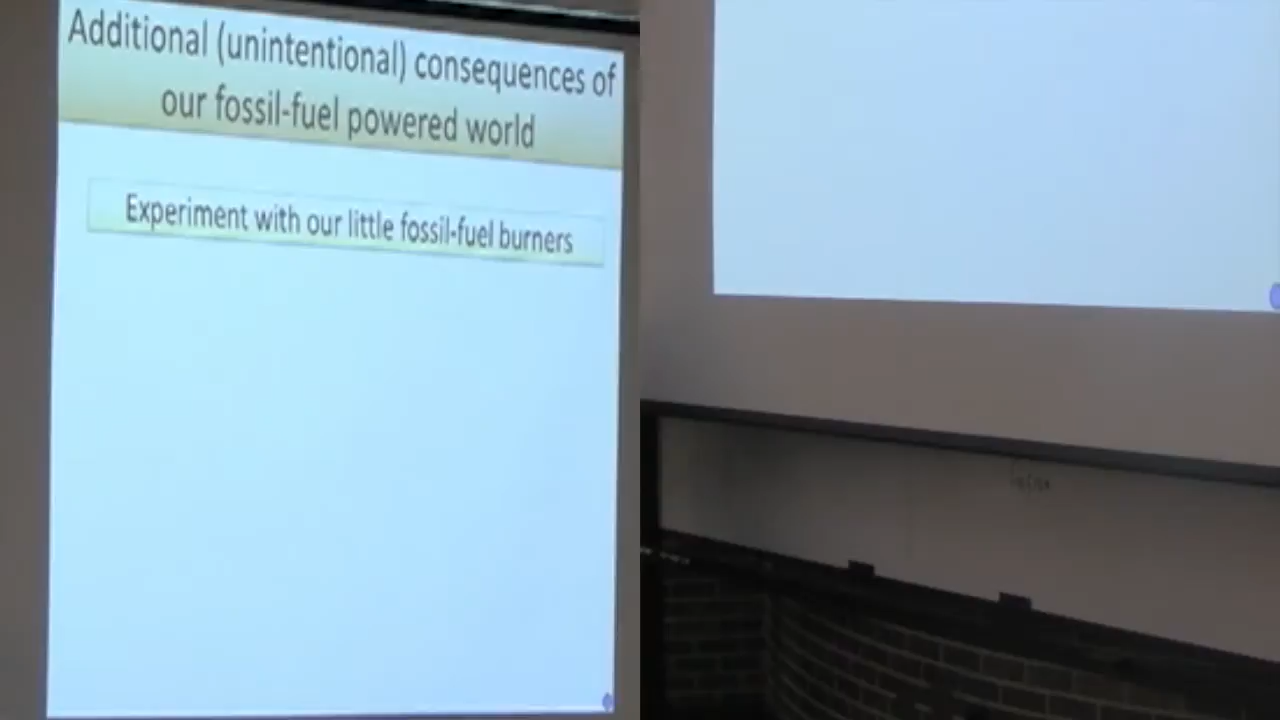 Additional (unintentional) consequences of
our fossil-fuel powered world
Experiment with our little fossil-fuel burners